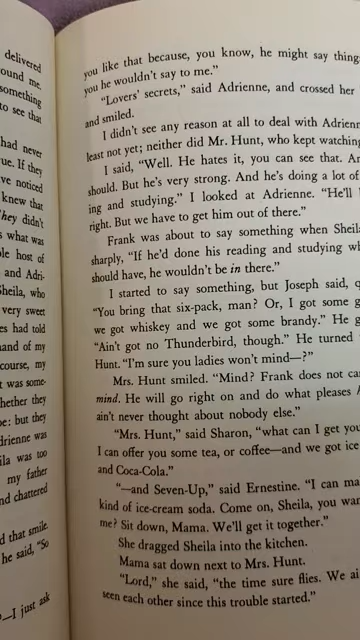 delivered
ound me.
something
to see that
had never
ue. If they
ve noticed
knew that
They didn't
s what was
le host of
and Adri-
Sheila, who
very sweet
es had told
hand of my
course, my
t was some-
hether they
be: but they
drienne was
ila was too
my father
nd chattered
d that smile.
he said, "So
—I just ask
you like that because, you know, he might say things
you he wouldn't say to me."
"Lovers' secrets," said Adrienne, and crossed her
and smiled.
I didn't see any reason at all to deal with Adrienne
least not yet; neither did Mr. Hunt, who kept watching
I said, "Well. He hates it, you can see that. An
should. But he's very strong. And he's doing a lot of
ing and studying." I looked at Adrienne. "He'll
right. But we have to get him out of there."
Frank was about to say something when Sheila
sharply, "If he'd done his reading and studying wh
should have, he wouldn't be in there."
I started to say something, but Joseph said, q
"You bring that six-pack, man? Or, I got some g
we got whiskey and we got some brandy." He g
"Ain't got no Thunderbird, though." He turned
Hunt. "I'm sure you ladies won't mind—?"
Mrs. Hunt smiled. "Mind? Frank does not ca
mind. He will go right on and do what pleases
ain't never thought about nobody else."
"Mrs. Hunt," said Sharon, "what can I get you
I can offer you some tea, or coffee—and we got ice
and Coca-Cola."
"—and Seven-Up," said Ernestine. "I can ma
kind of ice-cream soda. Come on, Sheila, you wan
me? Sit down, Mama. We'll get it together."
She dragged Sheila into the kitchen.
Mama sat down next to Mrs. Hunt.
"Lord," she said, "the time sure flies. We ai
seen each other since this trouble started."